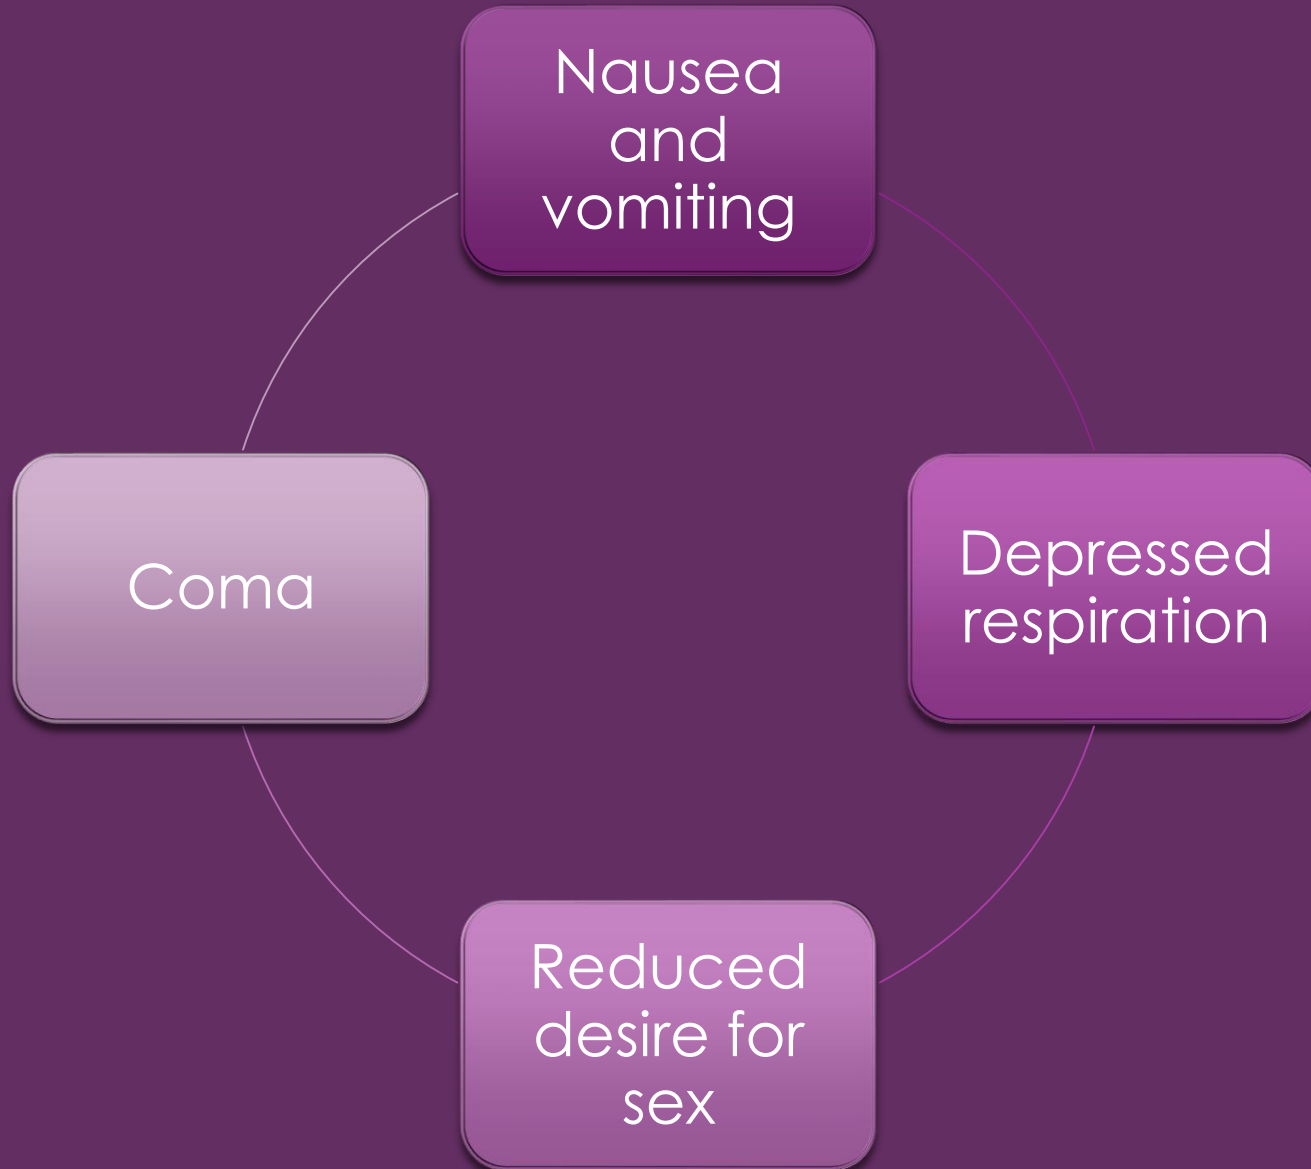 Nausea
and
vomiting
Depressed
respiration
Reduced
desire for
sex
Coma